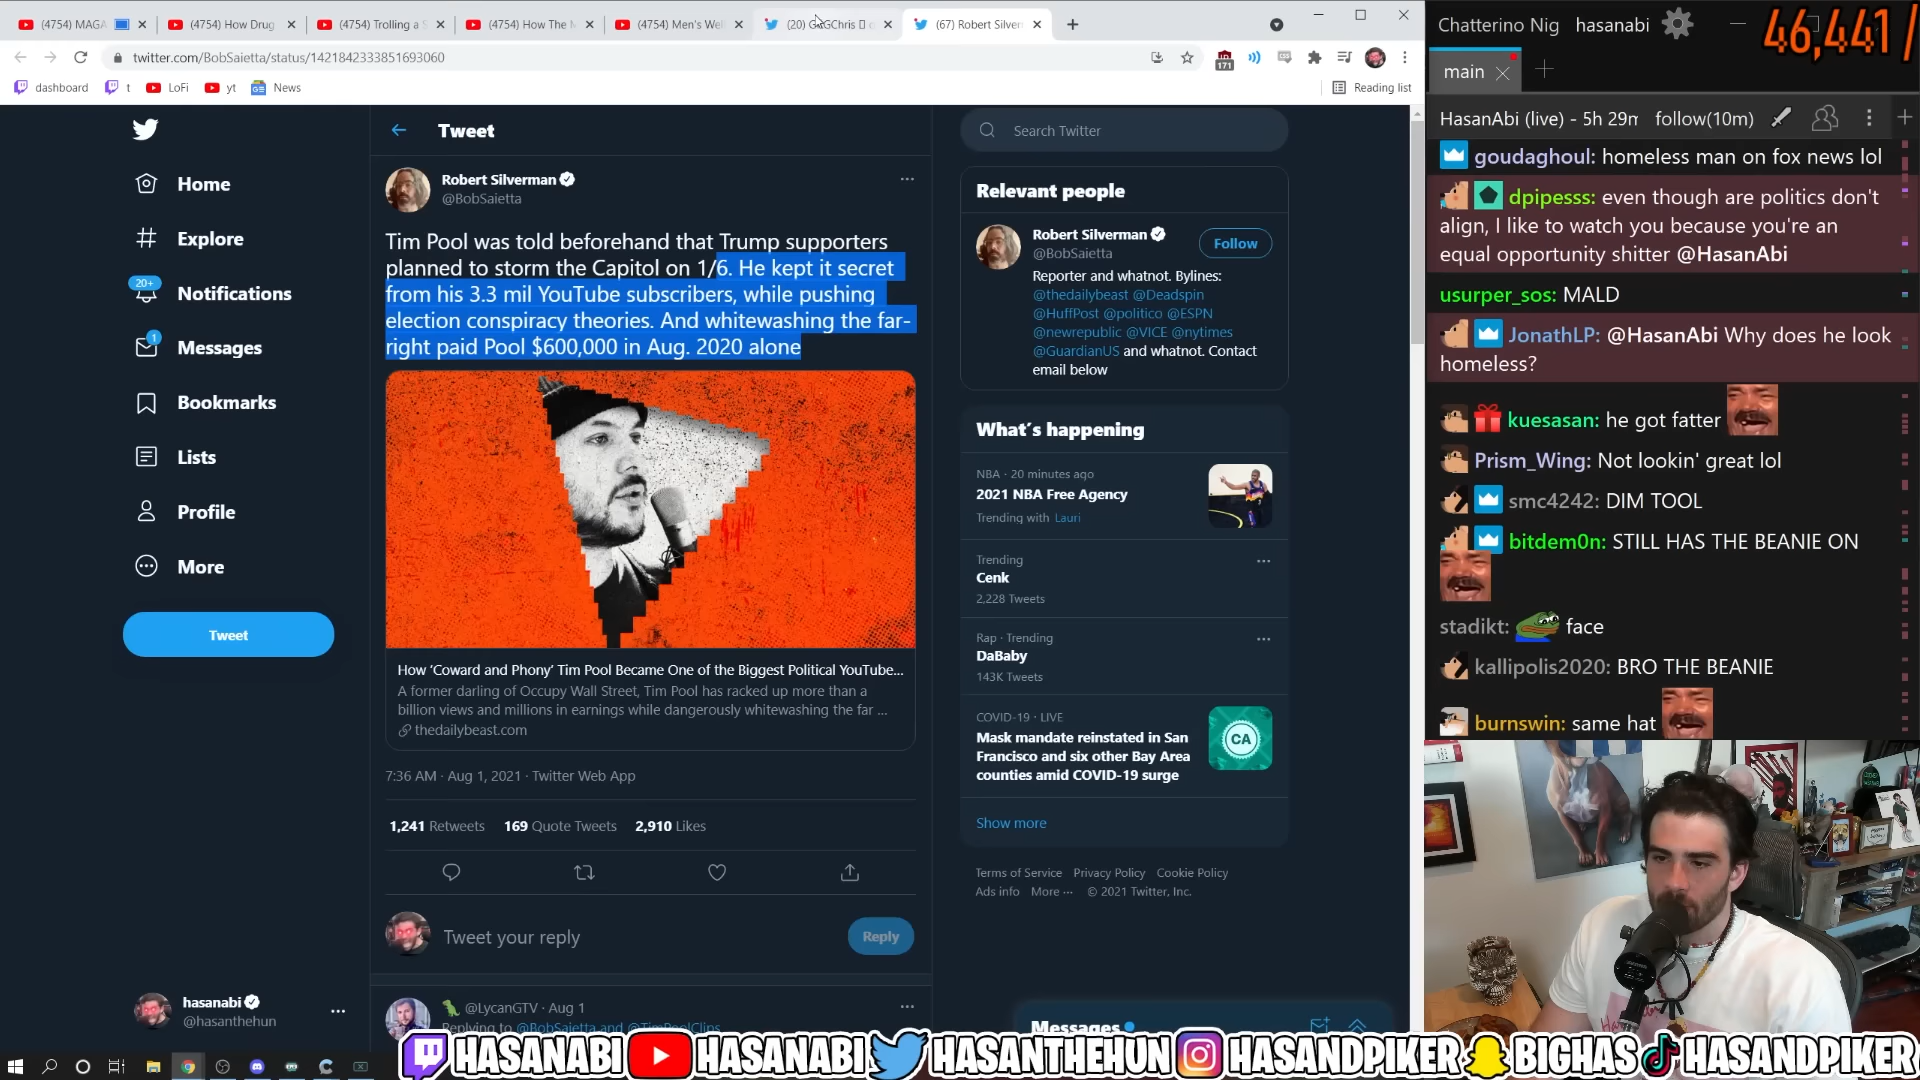 (4754) MAGA
(4754) How Drug
(4754) Trolling a S
(4754) How The N
(4754) Men's Wel
(20) GAGChris
(67) Robert Silver
twitter.com/BobSaietta/status/1421842333851693060
171
dashboard
t
LoFi
yt
News
Reading list
Home
Explore
20+
Notifications
1
Messages
Bookmarks
Lists
Profile
More
Tweet
hasanabi
@hasanthehun
Tweet
Robert Silverman
@BobSaietta
Tim Pool was told beforehand that Trump supporters
planned to storm the Capitol on 1/6. He kept it secret
from his 3.3 mil YouTube subscribers, while pushing
election conspiracy theories. And whitewashing the far-
right paid Pool $600,000 in Aug. 2020 alone
How ‘Coward and Phony’ Tim Pool Became One of the Biggest Political YouTube...
A former darling of Occupy Wall Street, Tim Pool has racked up more than a
billion views and millions in earnings while dangerously whitewashing the far ...
thedailybeast.com
7:36 AM · Aug 1, 2021 · Twitter Web App
1,241 Retweets 169 Quote Tweets 2,910 Likes
Tweet your reply
Reply
@LycanGTV · Aug 1
Replying to @BobSaietta and @TimPoolClips
Search Twitter
Relevant people
Robert Silverman
@BobSaietta
Follow
Reporter and whatnot. Bylines:
@thedailybeast @Deadspin
@HuffPost @politico @ESPN
@newrepublic @VICE @nytimes
@GuardianUS and whatnot. Contact
email below
What’s happening
NBA · 20 minutes ago
2021 NBA Free Agency
Trending with Lauri
Trending
Cenk
2,228 Tweets
Rap · Trending
DaBaby
143K Tweets
COVID-19 · LIVE
Mask mandate reinstated in San
Francisco and six other Bay Area
counties amid COVID-19 surge
CA
Show more
Terms of Service Privacy Policy Cookie Policy
Ads info More ··· © 2021 Twitter, Inc.
Messages
Chatterino Nig hasanabi
46,441 /
main
HasanAbi (live) - 5h 29m follow(10m)
goudaghoul: homeless man on fox news lol
dpipesss: even though are politics don't
align, I like to watch you because you're an
equal opportunity shitter @HasanAbi
usurper_sos: MALD
JonathLP: @HasanAbi Why does he look
homeless?
kuesasan: he got fatter
Prism_Wing: Not lookin' great lol
smc4242: DIM TOOL
bitdem0n: STILL HAS THE BEANIE ON
stadikt: face
kallipolis2020: BRO THE BEANIE
burnswin: same hat
HASANABI HASANABI HASANTHEHUN HASANDPIKER BIGHAS HASANDPIKER